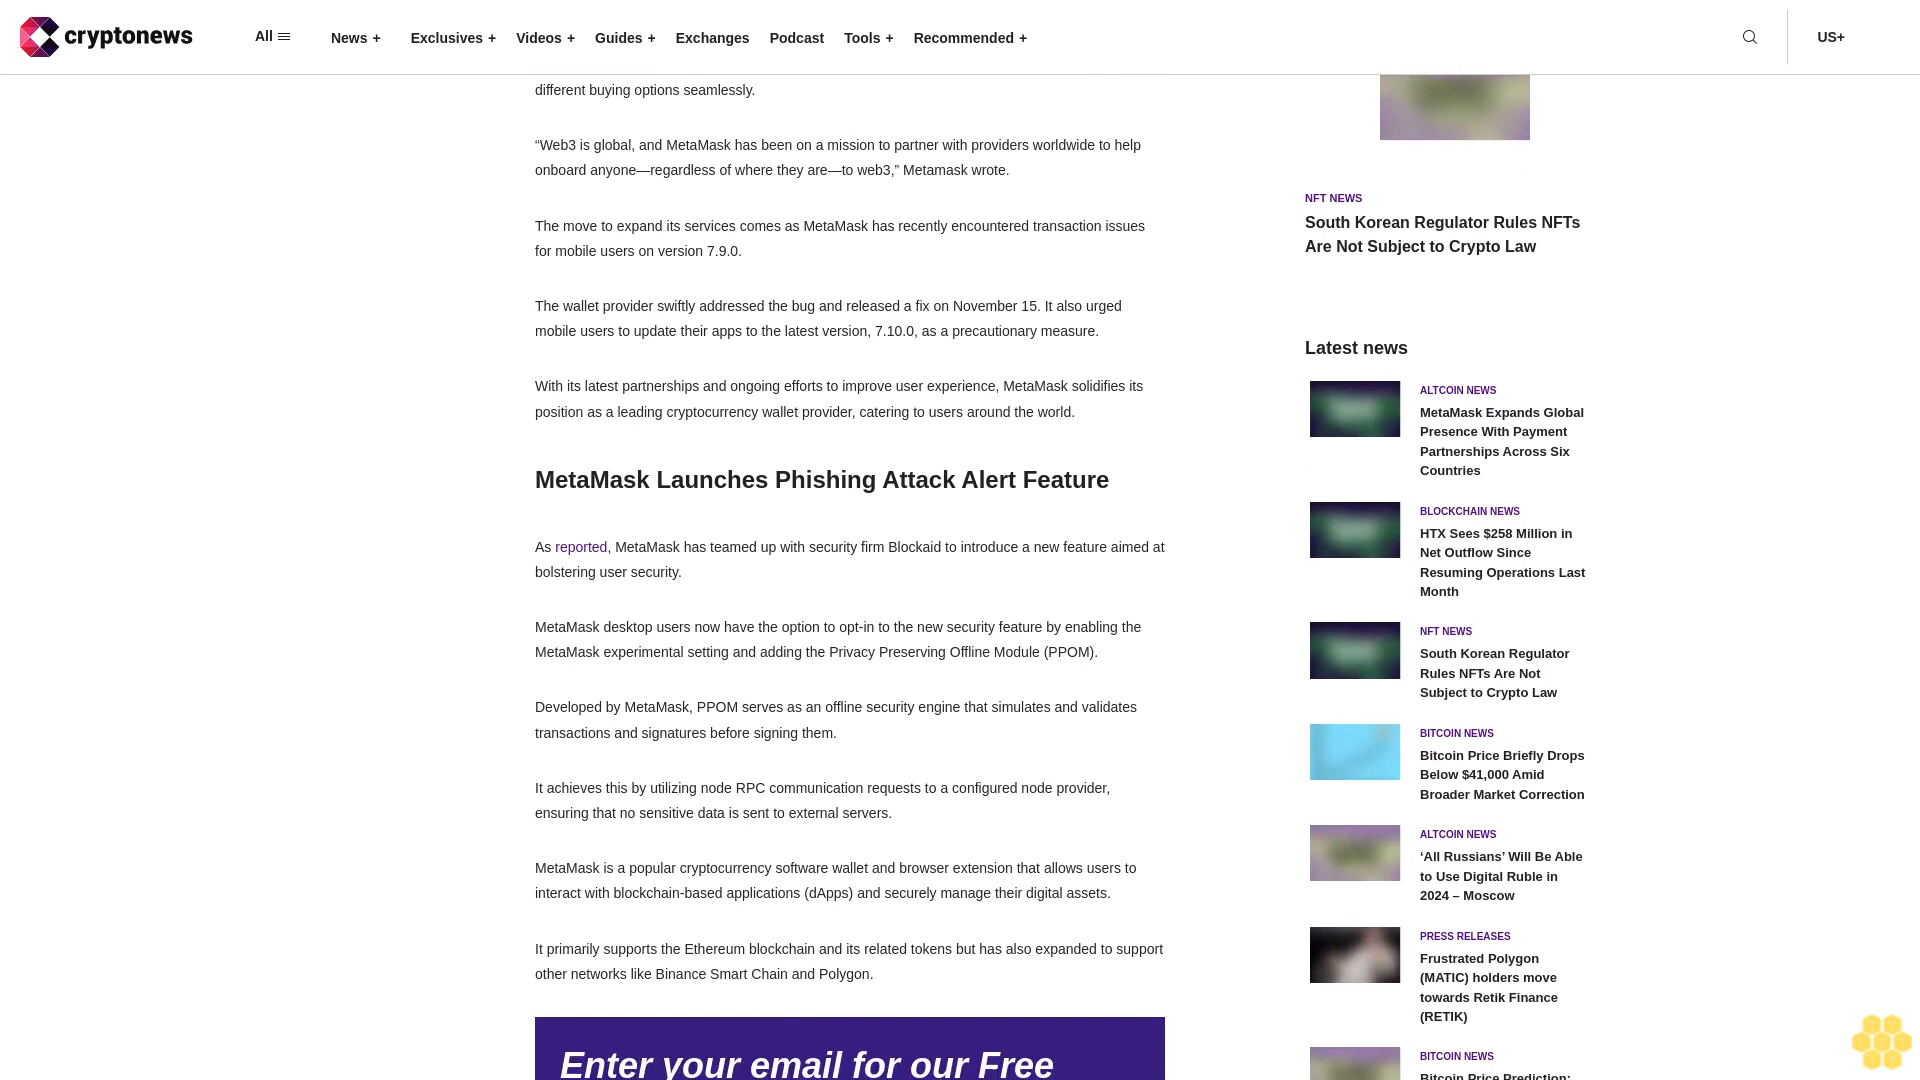 cryptonews
All
News +
Exclusives +
Videos +
Guides +
Exchanges
Podcast
Tools +
Recommended +
US+
different buying options seamlessly.
“Web3 is global, and MetaMask has been on a mission to partner with providers worldwide to help
onboard anyone—regardless of where they are—to web3,” Metamask wrote.
The move to expand its services comes as MetaMask has recently encountered transaction issues
for mobile users on version 7.9.0.
The wallet provider swiftly addressed the bug and released a fix on November 15. It also urged
mobile users to update their apps to the latest version, 7.10.0, as a precautionary measure.
With its latest partnerships and ongoing efforts to improve user experience, MetaMask solidifies its
position as a leading cryptocurrency wallet provider, catering to users around the world.
MetaMask Launches Phishing Attack Alert Feature
As reported, MetaMask has teamed up with security firm Blockaid to introduce a new feature aimed at
bolstering user security.
MetaMask desktop users now have the option to opt-in to the new security feature by enabling the
MetaMask experimental setting and adding the Privacy Preserving Offline Module (PPOM).
Developed by MetaMask, PPOM serves as an offline security engine that simulates and validates
transactions and signatures before signing them.
It achieves this by utilizing node RPC communication requests to a configured node provider,
ensuring that no sensitive data is sent to external servers.
MetaMask is a popular cryptocurrency software wallet and browser extension that allows users to
interact with blockchain-based applications (dApps) and securely manage their digital assets.
It primarily supports the Ethereum blockchain and its related tokens but has also expanded to support
other networks like Binance Smart Chain and Polygon.
Enter your email for our Free
NFT NEWS
South Korean Regulator Rules NFTs
Are Not Subject to Crypto Law
Latest news
ALTCOIN NEWS
MetaMask Expands Global
Presence With Payment
Partnerships Across Six
Countries
BLOCKCHAIN NEWS
HTX Sees $258 Million in
Net Outflow Since
Resuming Operations Last
Month
NFT NEWS
South Korean Regulator
Rules NFTs Are Not
Subject to Crypto Law
BITCOIN NEWS
Bitcoin Price Briefly Drops
Below $41,000 Amid
Broader Market Correction
ALTCOIN NEWS
‘All Russians’ Will Be Able
to Use Digital Ruble in
2024 – Moscow
PRESS RELEASES
Frustrated Polygon
(MATIC) holders move
towards Retik Finance
(RETIK)
BITCOIN NEWS
Bitcoin Price Prediction: